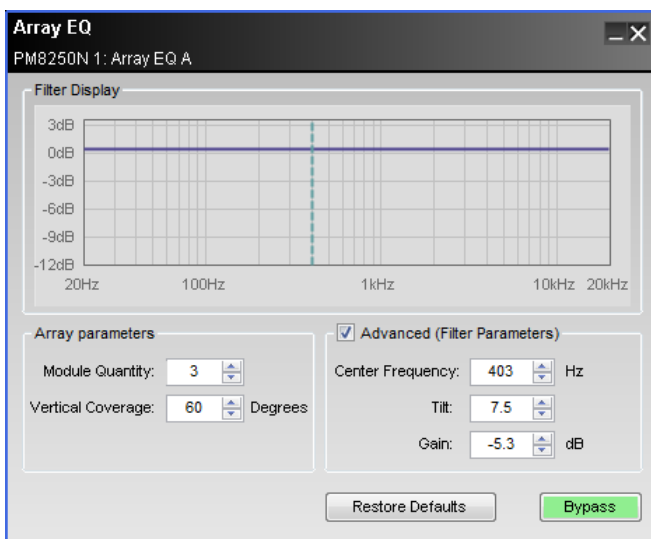 Array EQ
PM8250N 1: Array EQ A
Filter Display
3dB
0dB
-3dB
-6dB
-9dB
-12dB
20Hz 100Hz 1kHz 10kHz 20kHz
Array parameters
Module Quantity: 3
Vertical Coverage: 60 Degrees
Advanced (Filter Parameters)
Center Frequency: 403 Hz
Tilt: 7.5
Gain: -5.3 dB
Restore Defaults
Bypass